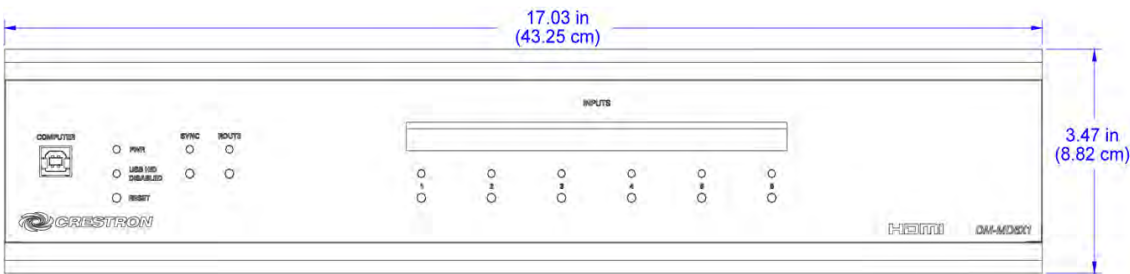 17.03 in
(43.25 cm)
INPUTS
COMPUTER
SYNC
ROUTE
PWR
USB HID
DISABLED
RESET
1 2 3 4 5 6
3.47 in
(8.82 cm)
CRESTRON
HDMI
DM-MD6X1